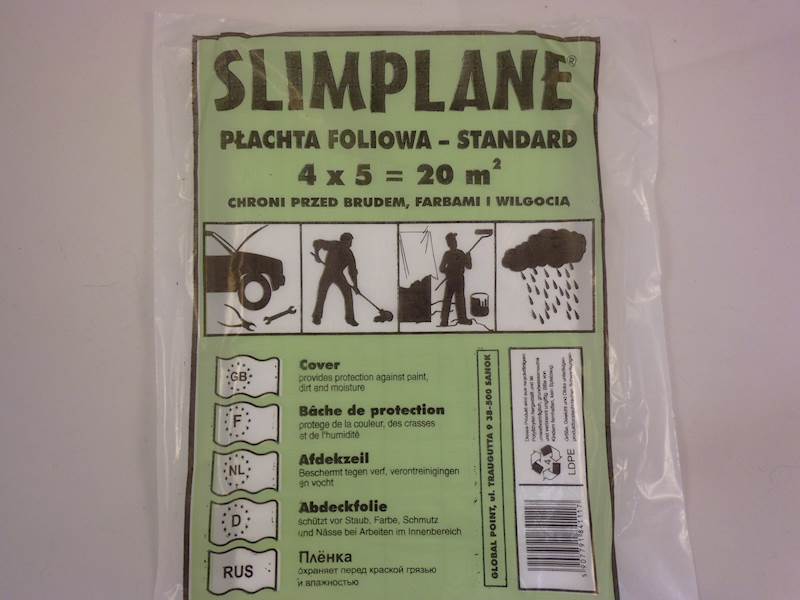 SLIMPLANE®
PŁACHTA FOLIOWA – STANDARD
4 x 5 = 20 m²
CHRONI PRZED BRUDEM, FARBAMI I WILGOCIA
GB
Cover
provides protection against paint,
dirt and moisture
F
Bâche de protection
protege de la couleur, des crasses
et de l'humidité
NL
Afdekzeil
Beschermt tegen verf, verontreinigingen
en vocht
D
Abdeckfolie
schützt vor Staub, Farbe, Schmutz
und Nässe bei Arbeiten im Innenbereich
RUS
Плёнка
охраняет перед краской грязью
и влажностью
GLOBAL POINT, ul. TRAUGUTTA 9 38-500 SANOK
4
LDPE
5907791841117